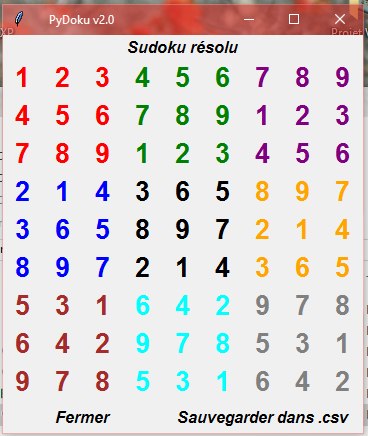 PyDoku v2.0
XP
Projet
Sudoku résolu
1 2 3 4 5 6 7 8 9
4 5 6 7 8 9 1 2 3
7 8 9 1 2 3 4 5 6
2 1 4 3 6 5 8 9 7
3 6 5 8 9 7 2 1 4
8 9 7 2 1 4 3 6 5
5 3 1 6 4 2 9 7 8
6 4 2 9 7 8 5 3 1
9 7 8 5 3 1 6 4 2
Fermer Sauvegarder dans .csv